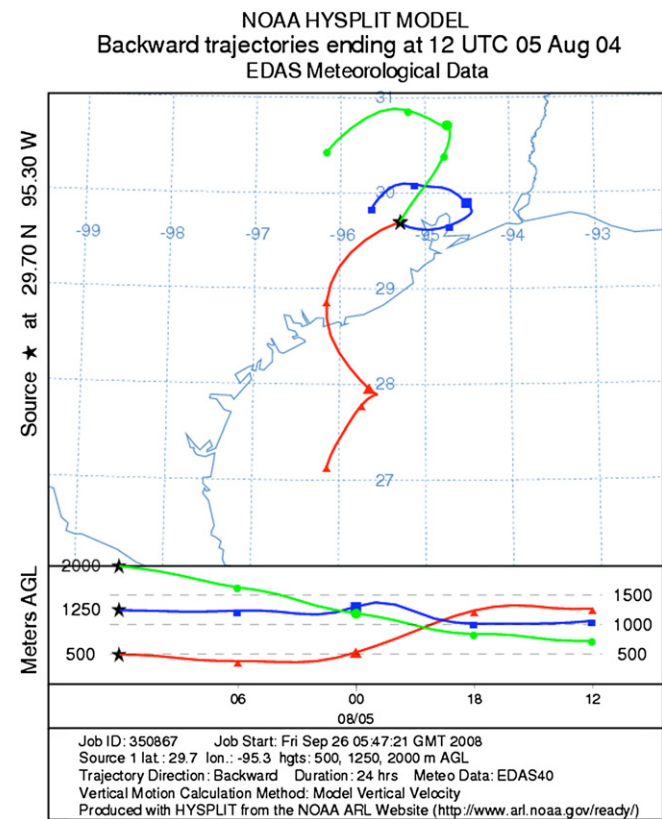 NOAA HYSPLIT MODEL
Backward trajectories ending at 12 UTC 05 Aug 04
EDAS Meteorological Data
Source ★ at 29.70 N 95.30 W
31
30
-99
-98
-97
-96
-95
-94
-93
29
28
27
Meters AGL
2000
1250
500
1500
1000
500
06
00
18
12
08/05
Job ID: 350867 Job Start: Fri Sep 26 05:47:21 GMT 2008
Source 1 lat.: 29.7 lon.: -95.3 hgts: 500, 1250, 2000 m AGL
Trajectory Direction: Backward Duration: 24 hrs Meteo Data: EDAS40
Vertical Motion Calculation Method: Model Vertical Velocity
Produced with HYSPLIT from the NOAA ARL Website (http://www.arl.noaa.gov/ready/)